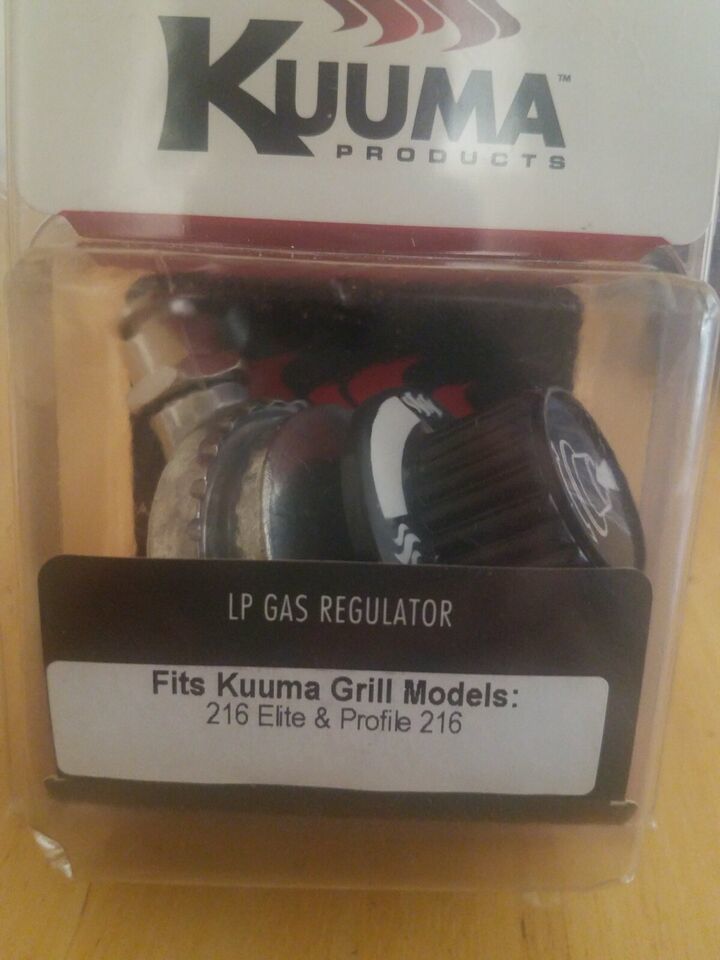 KUUMA™
PRODUCTS
LP GAS REGULATOR
Fits Kuuma Grill Models:
216 Elite & Profile 216